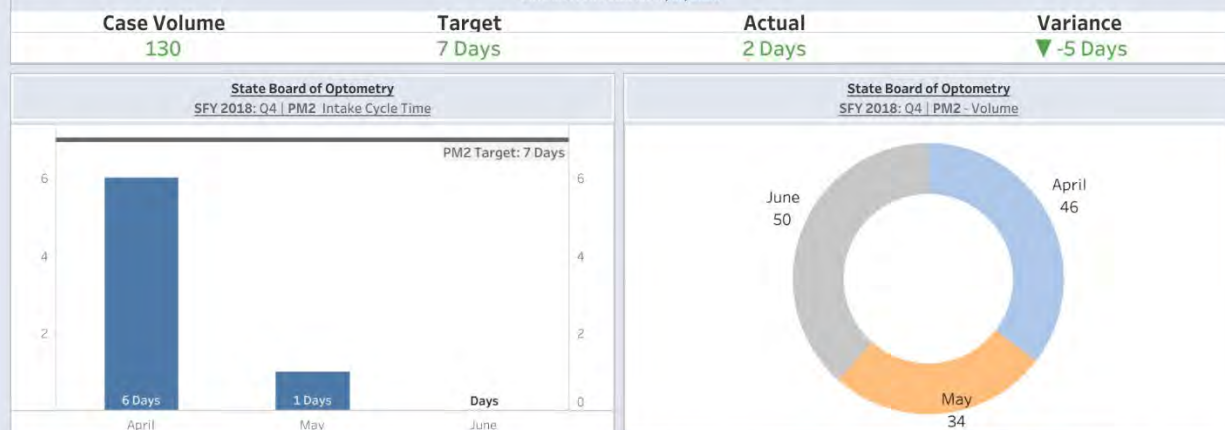 Case Volume Target Actual Variance
130 7 Days 2 Days ▼ -5 Days
State Board of Optometry
SFY 2018: Q4 | PM2 Intake Cycle Time
PM2 Target: 7 Days
6 6
4 4
2 2
0
6 Days 1 Days Days
April May June
State Board of Optometry
SFY 2018: Q4 | PM2 - Volume
June
50
April
46
May
34